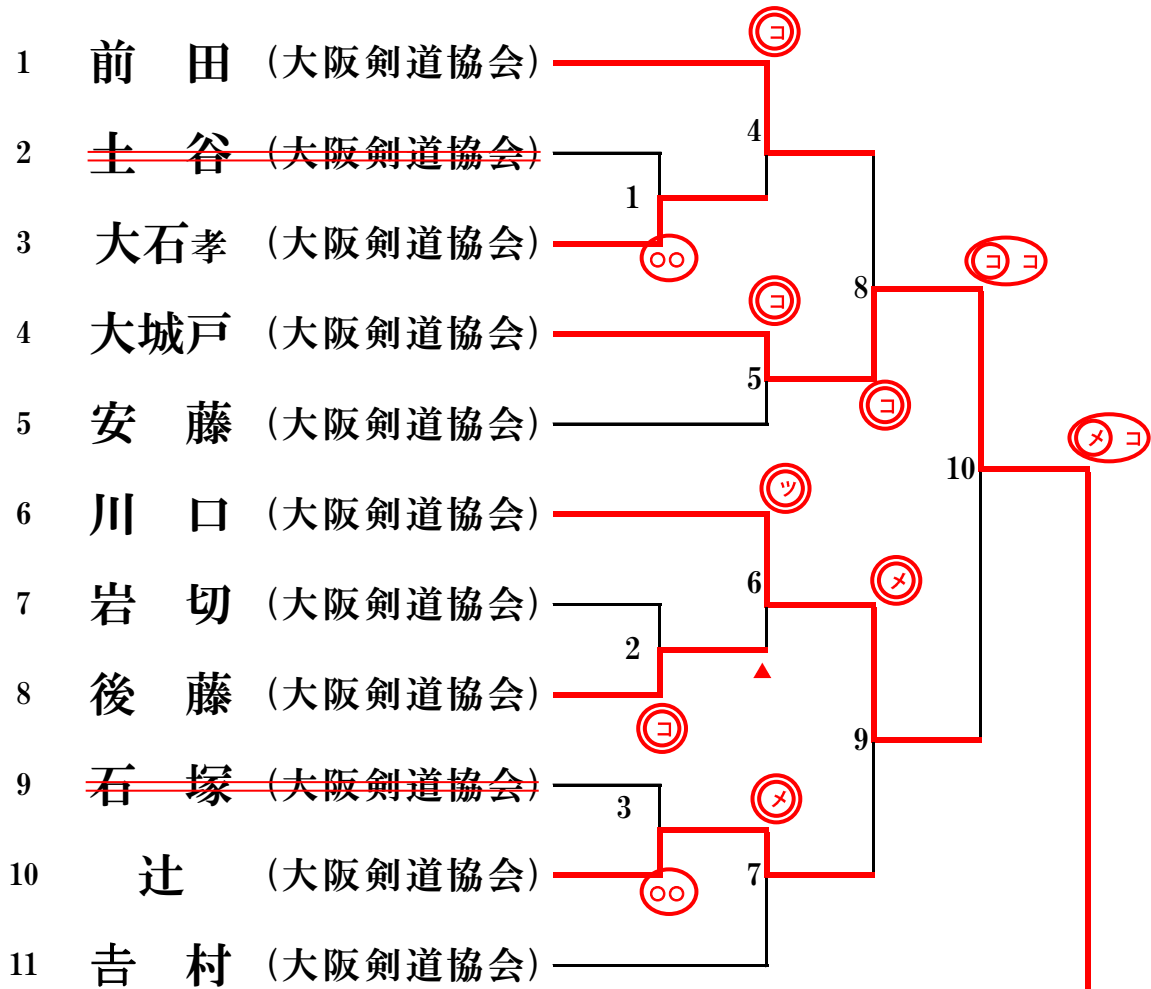 コ
1 前 田 (大阪剣道協会)
4
2 土 谷 (大阪剣道協会)
1
3 大石孝 (大阪剣道協会)
○○
コ コ
8
コ
4 大城戸 (大阪剣道協会)
5
コ
5 安 藤 (大阪剣道協会)
メ コ
10
ツ
6 川 口 (大阪剣道協会)
6
メ
7 岩 切 (大阪剣道協会)
2
▲
8 後 藤 (大阪剣道協会)
コ
9
9 石 塚 (大阪剣道協会)
3
メ
10 辻 (大阪剣道協会)
○○
7
11 𠮷 村 (大阪剣道協会)